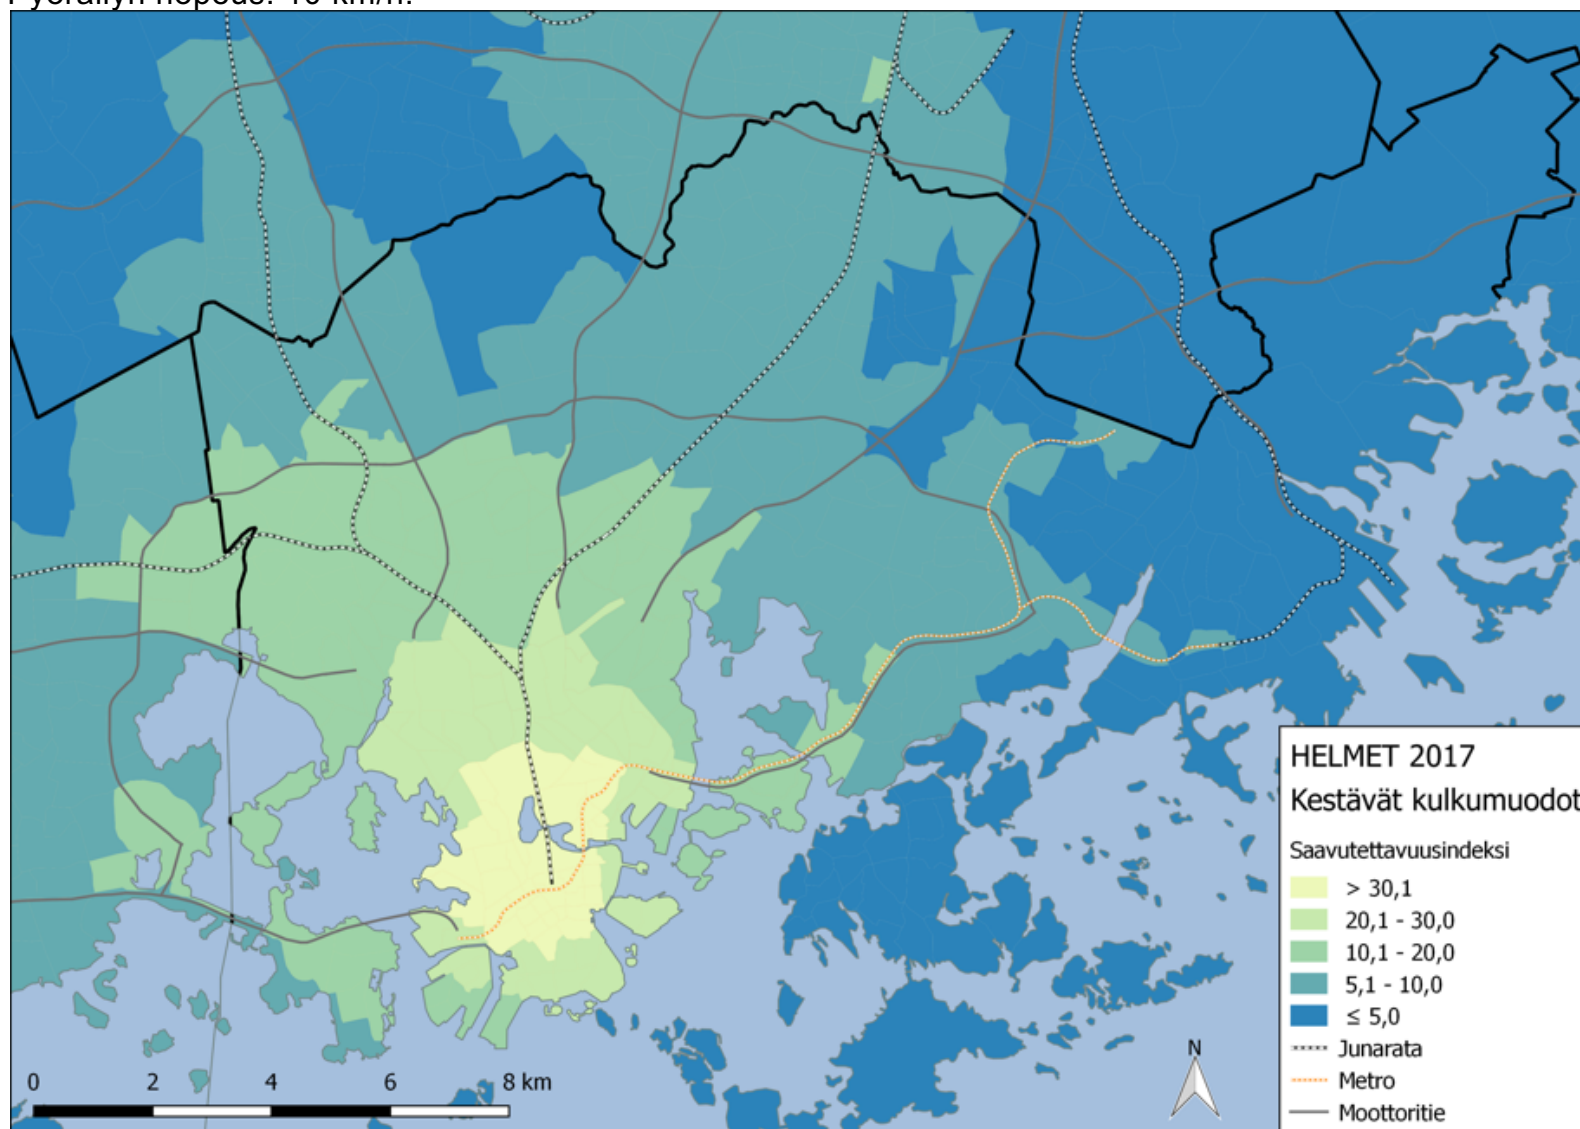 HELMET 2017
Kestävät kulkumuodot
Saavutettavuusindeksi
> 30,1
20,1 - 30,0
10,1 - 20,0
5,1 - 10,0
≤ 5,0
Junarata
Metro
Moottoritie
N
0 2 4 6 8 km